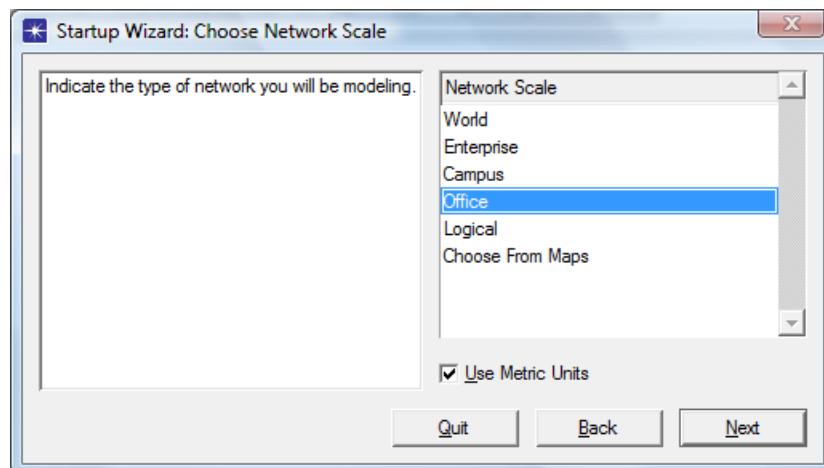 Startup Wizard: Choose Network Scale
Indicate the type of network you will be modeling.
Network Scale
World
Enterprise
Campus
Office
Logical
Choose From Maps
Use Metric Units
Quit
Back
Next